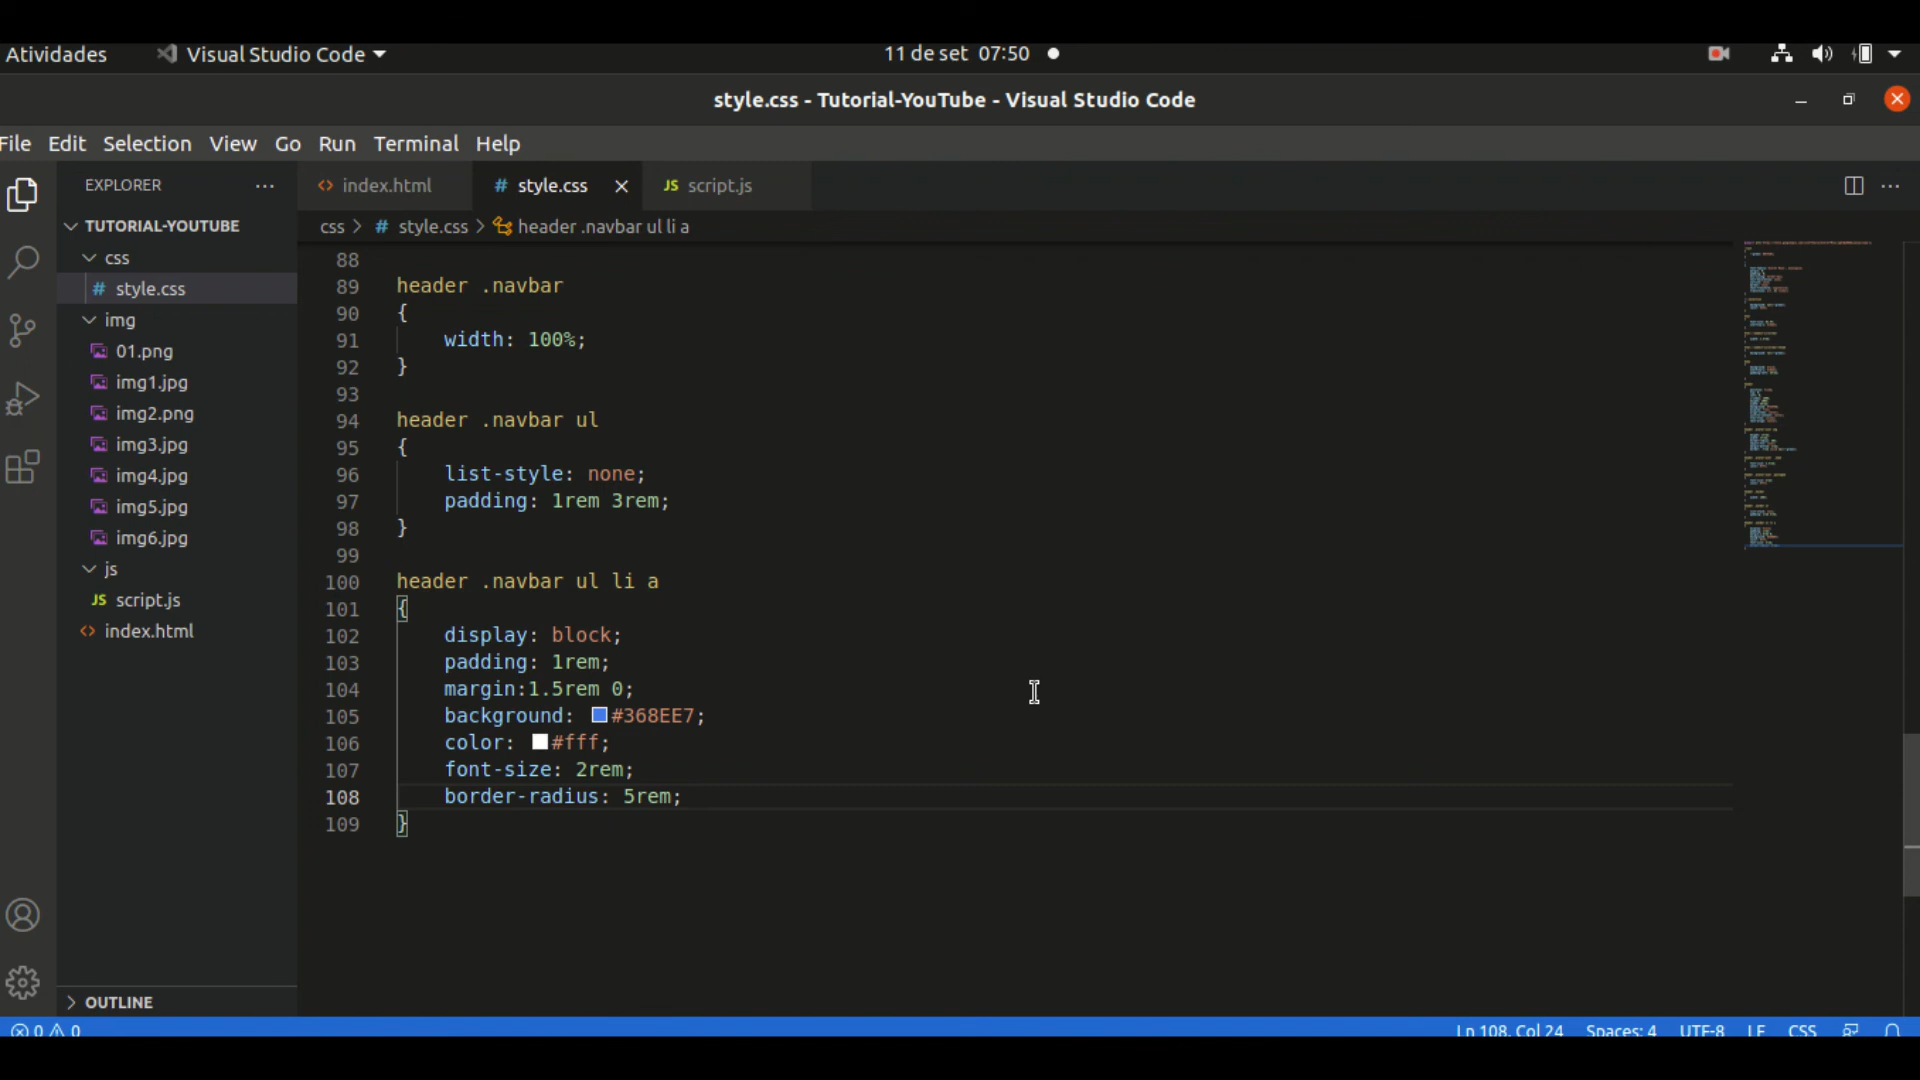 Atividades Visual Studio Code 11 de set 07:50
style.css - Tutorial-YouTube - Visual Studio Code
File Edit Selection View Go Run Terminal Help
EXPLORER ···
index.html # style.css JS script.js ···
TUTORIAL-YOUTUBE
css > # style.css > header .navbar ul li a
css
# style.css
img
01.png
img1.jpg
img2.png
img3.jpg
img4.jpg
img5.jpg
img6.jpg
js
JS script.js
<> index.html
OUTLINE
88
89 header .navbar
90 {
91 width: 100%;
92 }
93
94 header .navbar ul
95 {
96 list-style: none;
97 padding: 1rem 3rem;
98 }
99
100 header .navbar ul li a
101 {
102 display: block;
103 padding: 1rem;
104 margin:1.5rem 0;
105 background: #368EE7;
106 color: #fff;
107 font-size: 2rem;
108 border-radius: 5rem;
109 }
0 0 Ln 108, Col 24 Spaces: 4 UTF-8 LF CSS